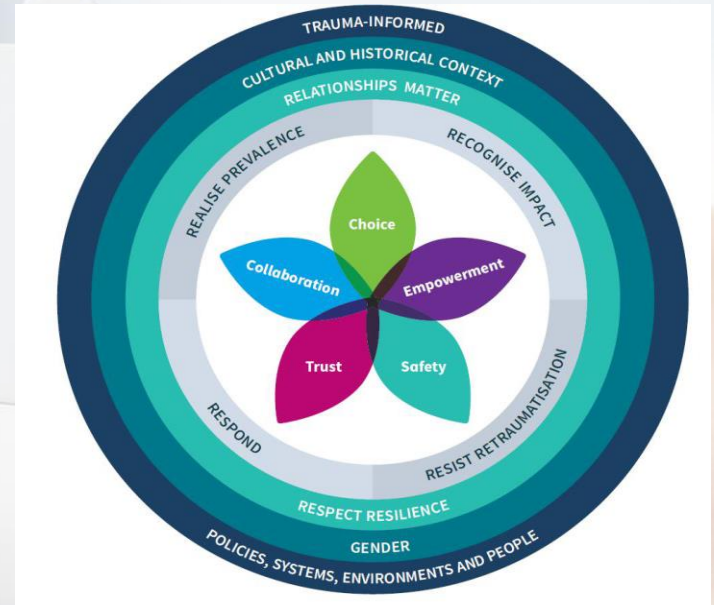 TRAUMA-INFORMED
CULTURAL AND HISTORICAL CONTEXT
RELATIONSHIPS MATTER
REALISE PREVALENCE
RECOGNISE IMPACT
Choice
Collaboration
Empowerment
Trust
Safety
RESPOND
RESIST RETRAUMATISATION
RESPECT RESILIENCE
GENDER
POLICIES, SYSTEMS, ENVIRONMENTS AND PEOPLE